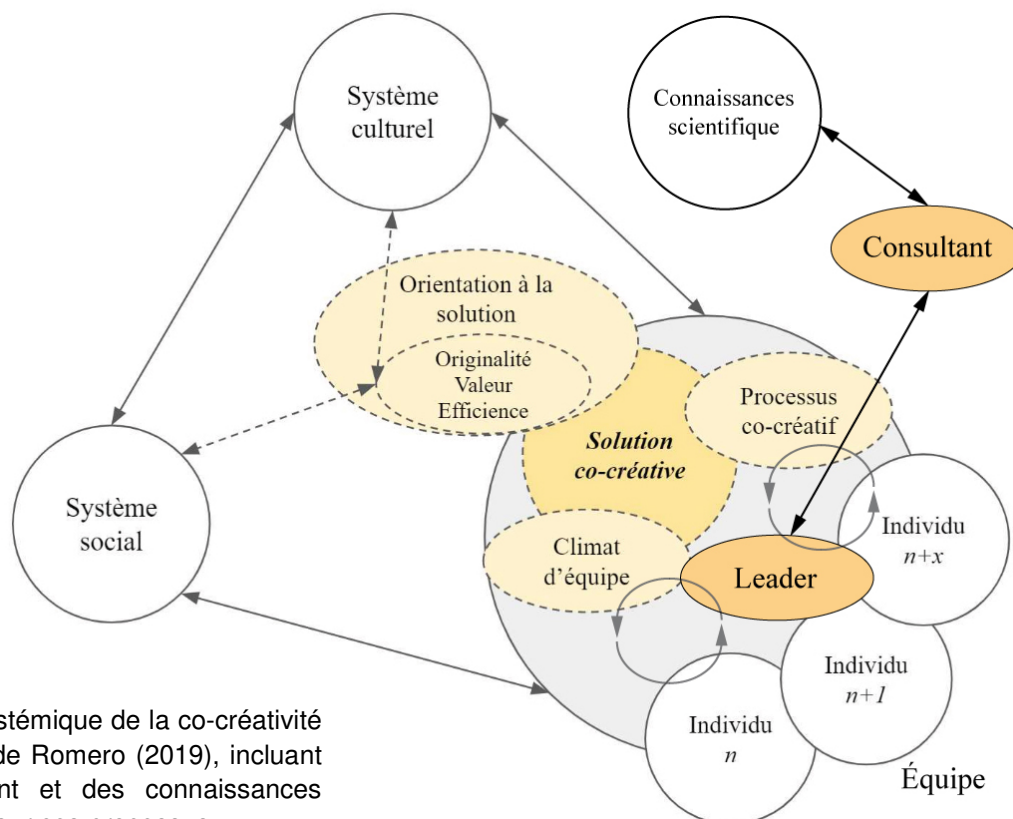 Système
culturel
Connaissances
scientifique
Consultant
Orientation à la
solution
Originalité
Valeur
Efficience
Processus
co-créatif
Solution
co-créative
Système
social
Climat
d'équipe
Leader
Individu
n+x
Individu
n+1
Individu
n
Équipe
stémique de la co-créativité
de Romero (2019), incluant
nt et des connaissances